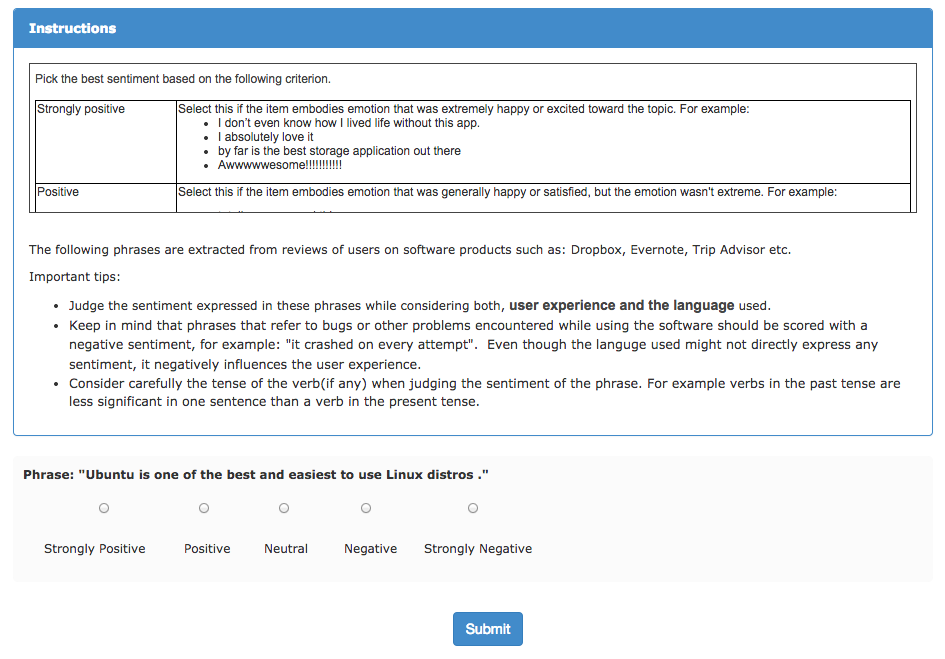 Instructions
Pick the best sentiment based on the following criterion.
Strongly positive
Select this if the item embodies emotion that was extremely happy or excited toward the topic. For example:
• I don't even know how I lived life without this app.
• I absolutely love it
• by far is the best storage application out there
• Awwwwwesome!!!!!!!!!!!
Positive
Select this if the item embodies emotion that was generally happy or satisfied, but the emotion wasn't extreme. For example:
The following phrases are extracted from reviews of users on software products such as: Dropbox, Evernote, Trip Advisor etc.
Important tips:
• Judge the sentiment expressed in these phrases while considering both, user experience and the language used.
• Keep in mind that phrases that refer to bugs or other problems encountered while using the software should be scored with a
negative sentiment, for example: "it crashed on every attempt". Even though the languge used might not directly express any
sentiment, it negatively influences the user experience.
• Consider carefully the tense of the verb(if any) when judging the sentiment of the phrase. For example verbs in the past tense are
less significant in one sentence than a verb in the present tense.
Phrase: "Ubuntu is one of the best and easiest to use Linux distros ."
Strongly Positive Positive Neutral Negative Strongly Negative
Submit